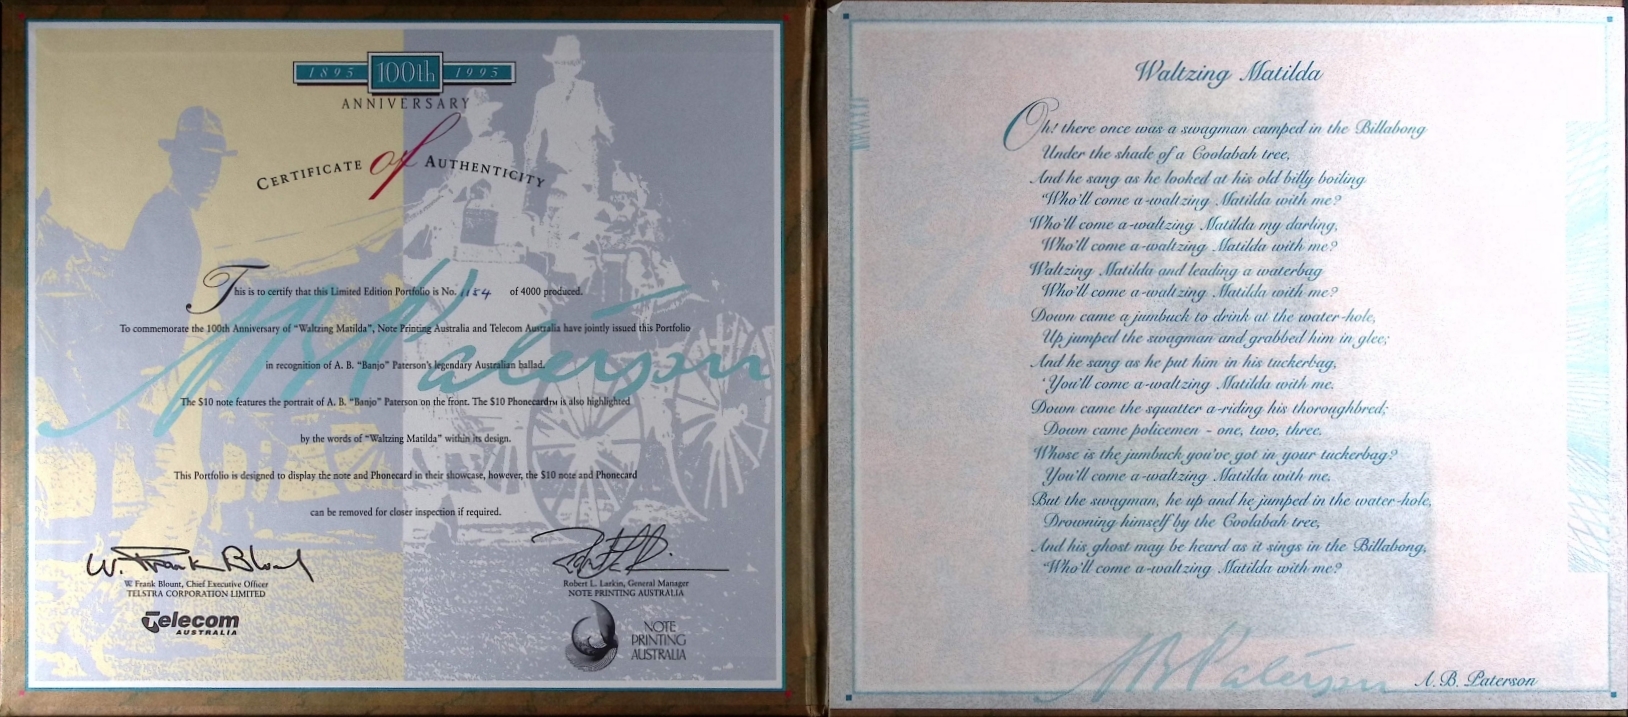 1895 100th 1995
ANNIVERSARY
CERTIFICATE of AUTHENTICITY
This is to certify that this Limited Edition Portfolio is No. 1154 of 4000 produced.
To commemorate the 100th Anniversary of "Waltzing Matilda", Note Printing Australia and Telecom Australia have jointly issued this Portfolio
in recognition of A. B. "Banjo" Paterson's legendary Australian ballad.
The $10 note features the portrait of A. B. "Banjo" Paterson on the front. The $10 Phonecard™ is also highlighted
by the words of "Waltzing Matilda" within its design.
This Portfolio is designed to display the note and Phonecard in their showcase, however, the $10 note and Phonecard
can be removed for closer inspection if required.
AB Paterson
W. Frank Blount
W. Frank Blount, Chief Executive Officer
TELSTRA CORPORATION LIMITED
Telecom
AUSTRALIA
Robert L. Larkin, General Manager
NOTE PRINTING AUSTRALIA
NOTE
PRINTING
AUSTRALIA
Waltzing Matilda
Oh! there once was a swagman camped in the Billabong
Under the shade of a Coolabah tree,
And he sang as he looked at his old billy boiling
"Who'll come a-waltzing Matilda with me?
Who'll come a-waltzing Matilda my darling,
Who'll come a-waltzing Matilda with me?
Waltzing Matilda and leading a waterbag
Who'll come a-waltzing Matilda with me?
Down came a jumbuck to drink at the water-hole,
Up jumped the swagman and grabbed him in glee;
And he sang as he put him in his tuckerbag,
'You'll come a-waltzing Matilda with me.
Down came the squatter a-riding his thoroughbred;
Down came policemen - one, two, three.
Whose is the jumbuck you've got in your tuckerbag?
You'll come a-waltzing Matilda with me.
But the swagman, he up and he jumped in the water-hole,
Drowning himself by the Coolabah tree,
And his ghost may be heard as it sings in the Billabong,
'Who'll come a-waltzing Matilda with me?
AB Paterson
A. B. Paterson